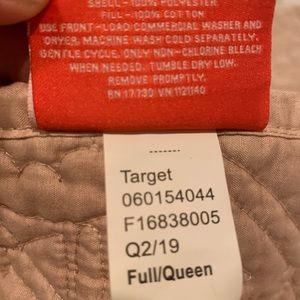 SHELL - 100% POLYESTER
FILL - 100% COTTON
USE FRONT-LOAD COMMERCIAL WASHER AND
DRYER. MACHINE WASH COLD SEPARATELY,
GENTLE CYCLE. ONLY NON-CHLORINE BLEACH
WHEN NEEDED. TUMBLE DRY LOW.
REMOVE PROMPTLY.
RN 17730 VN 1121140
Target
060154044
F16838005
Q2/19
Full/Queen